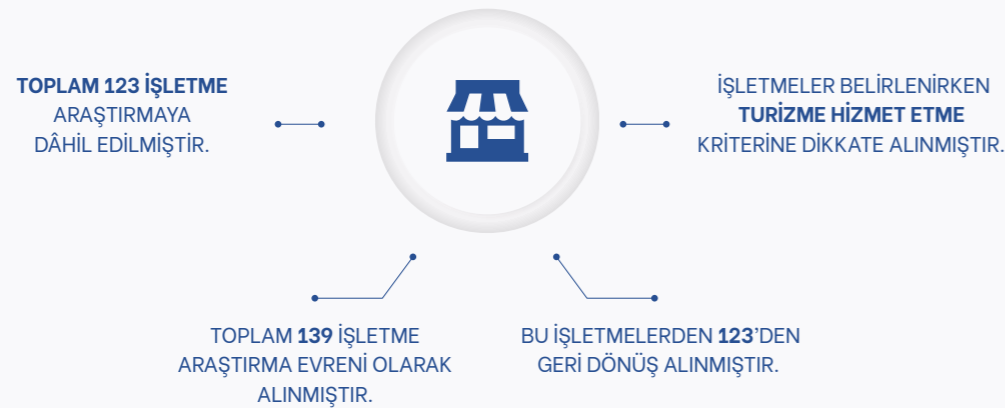 TOPLAM 123 İŞLETME
ARAŞTIRMAYA
DÂHİL EDİLMİŞTİR.
İŞLETMELER BELİRLENİRKEN
TURİZME HİZMET ETME
KRİTERİNE DİKKATE ALINMIŞTIR.
TOPLAM 139 İŞLETME
ARAŞTIRMA EVRENİ OLARAK
ALINMIŞTIR.
BU İŞLETMELERDEN 123’DEN
GERİ DÖNÜŞ ALINMIŞTIR.